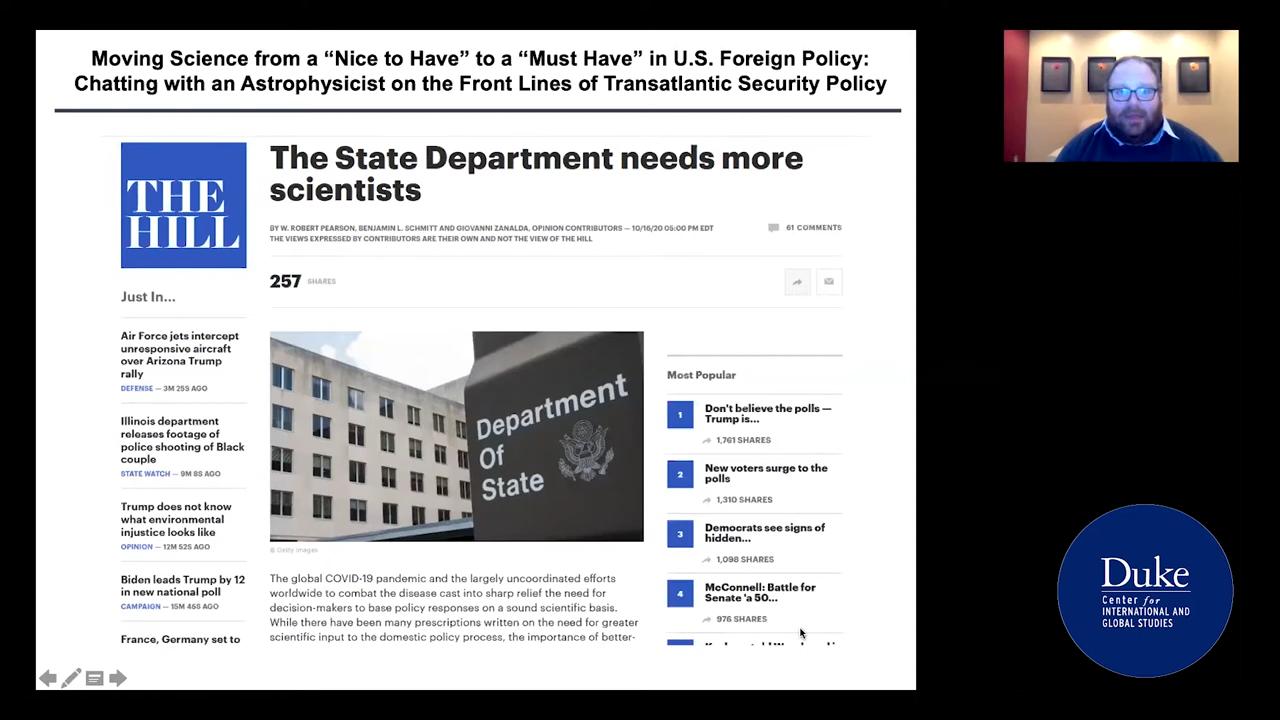 Moving Science from a “Nice to Have” to a “Must Have” in U.S. Foreign Policy:
Chatting with an Astrophysicist on the Front Lines of Transatlantic Security Policy
THE
HILL
The State Department needs more
scientists
BY W. ROBERT PEARSON, BENJAMIN L. SCHMITT AND GIOVANNI ZANALDA, OPINION CONTRIBUTORS — 10/16/20 05:00 PM EDT
THE VIEWS EXPRESSED BY CONTRIBUTORS ARE THEIR OWN AND NOT THE VIEW OF THE HILL
61 COMMENTS
257 SHARES
Just In...
Air Force jets intercept
unresponsive aircraft
over Arizona Trump
rally
DEFENSE — 3M 25S AGO
Illinois department
releases footage of
police shooting of Black
couple
STATE WATCH — 9M 8S AGO
Trump does not know
what environmental
injustice looks like
OPINION — 12M 52S AGO
Biden leads Trump by 12
in new national poll
CAMPAIGN — 15M 46S AGO
France, Germany set to
Department
Of
State
© Getty Images
The global COVID-19 pandemic and the largely uncoordinated efforts
worldwide to combat the disease cast into sharp relief the need for
decision-makers to base policy responses on a sound scientific basis.
While there have been many prescriptions written on the need for greater
scientific input to the domestic policy process, the importance of better-
Most Popular
1
Don't believe the polls —
Trump is...
1,761 SHARES
2
New voters surge to the
polls
1,310 SHARES
3
Democrats see signs of
hidden...
1,098 SHARES
4
McConnell: Battle for
Senate 'a 50...
976 SHARES
Duke
Center for
INTERNATIONAL AND
GLOBAL STUDIES